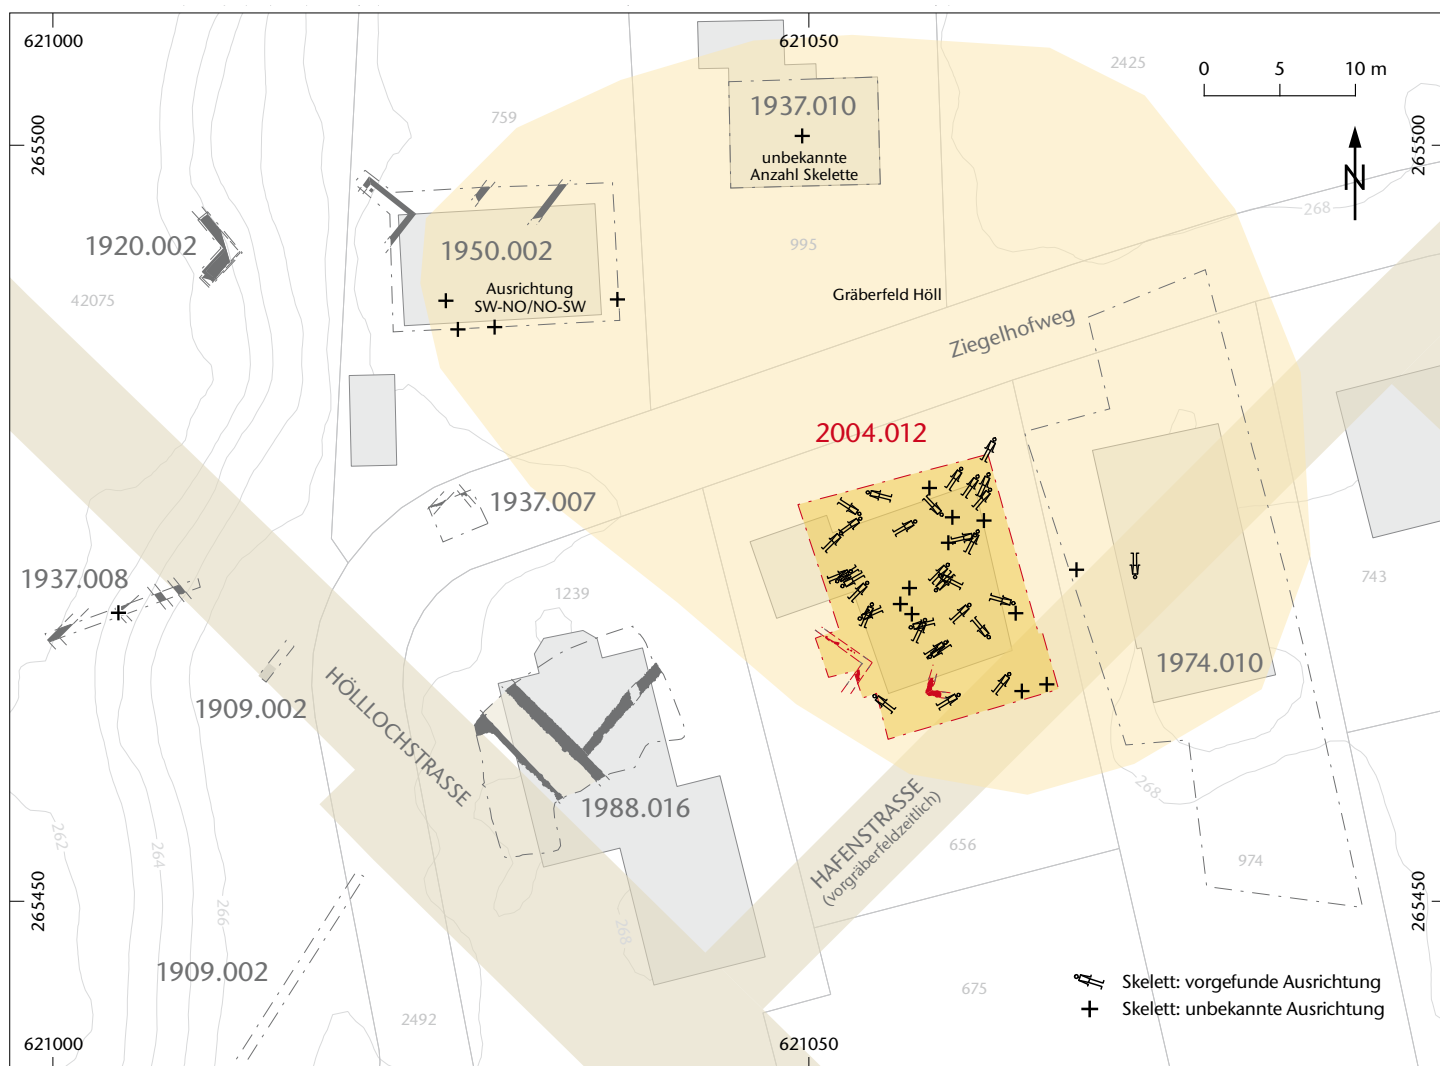 621000
621050
2425
0 5 10 m
759
1937.010
unbekannte
Anzahl Skelette
265500
265500
N
268
1920.002
1950.002
995
Ausrichtung
SW-NO/NO-SW
Gräberfeld Höll
42075
Ziegelhofweg
2004.012
1937.007
1937.008
1239
743
1909.002
HÖLLLOCHSTRASSE
1974.010
1988.016
HAFENSTRASSE
(vorgräberfeldzeitlich)
268
262
264
266
268
656
974
265450
265450
1909.002
675
2492
Skelett: vorgefunde Ausrichtung
Skelett: unbekannte Ausrichtung
621000
621050